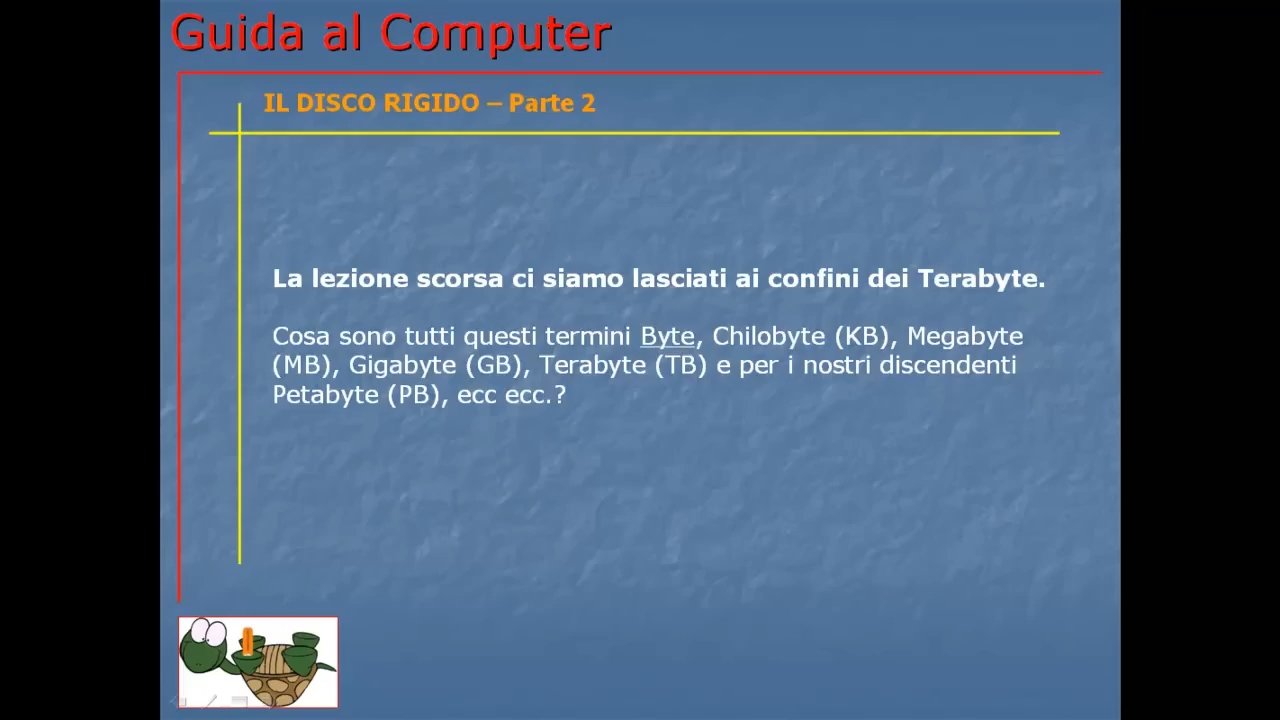 Guida al Computer
IL DISCO RIGIDO – Parte 2
La lezione scorsa ci siamo lasciati ai confini dei Terabyte.
Cosa sono tutti questi termini Byte, Chilobyte (KB), Megabyte
(MB), Gigabyte (GB), Terabyte (TB) e per i nostri discendenti
Petabyte (PB), ecc ecc.?